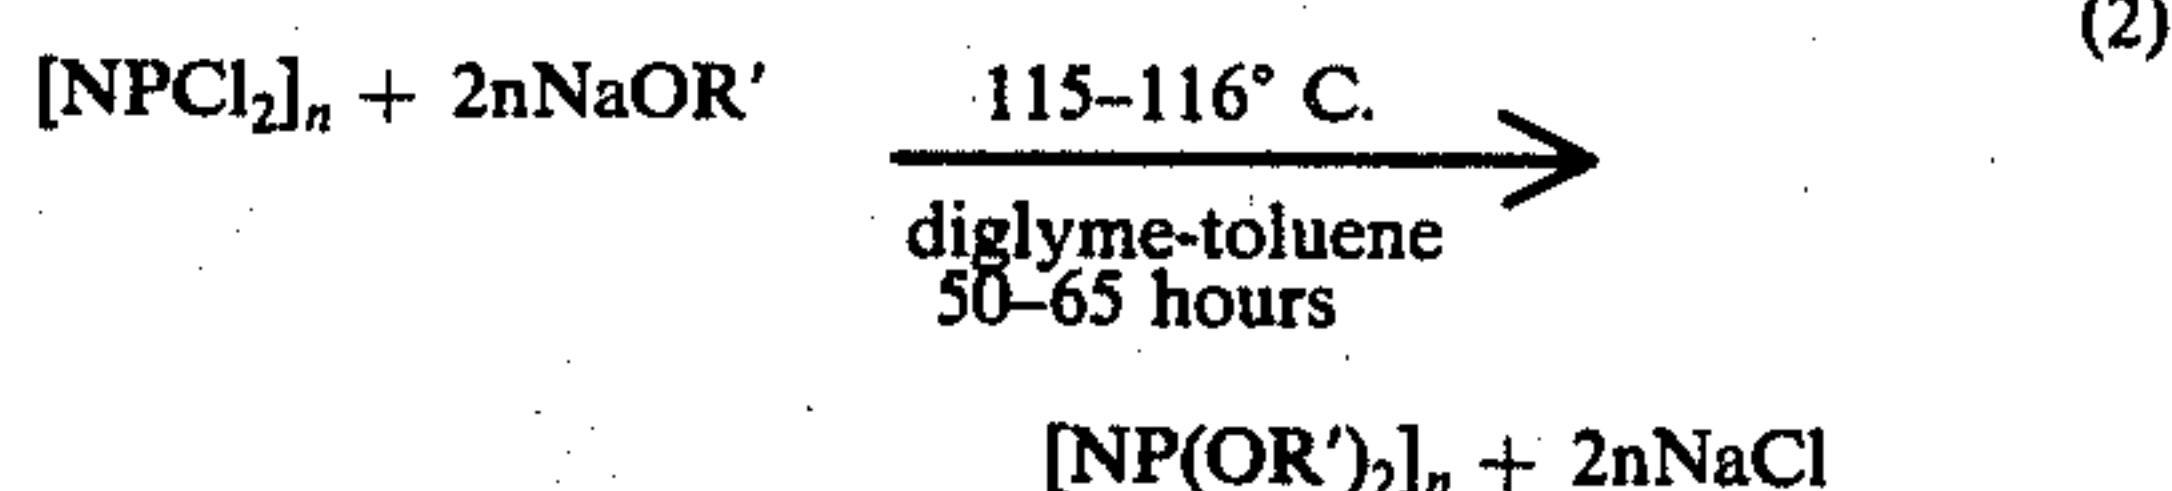 (2)
[NPCl₂]ₙ + 2nNaOR′ 115–116° C.
diglyme-toluene
50–65 hours
[NP(OR′)₂]ₙ + 2nNaCl